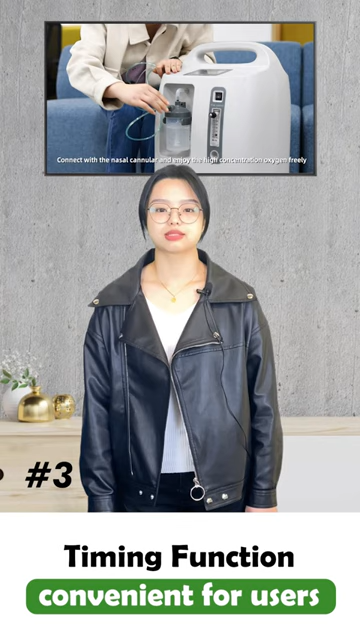 Connect with the nasal cannular and enjoy the high concentration oxygen freely
#3
Timing Function
convenient for users